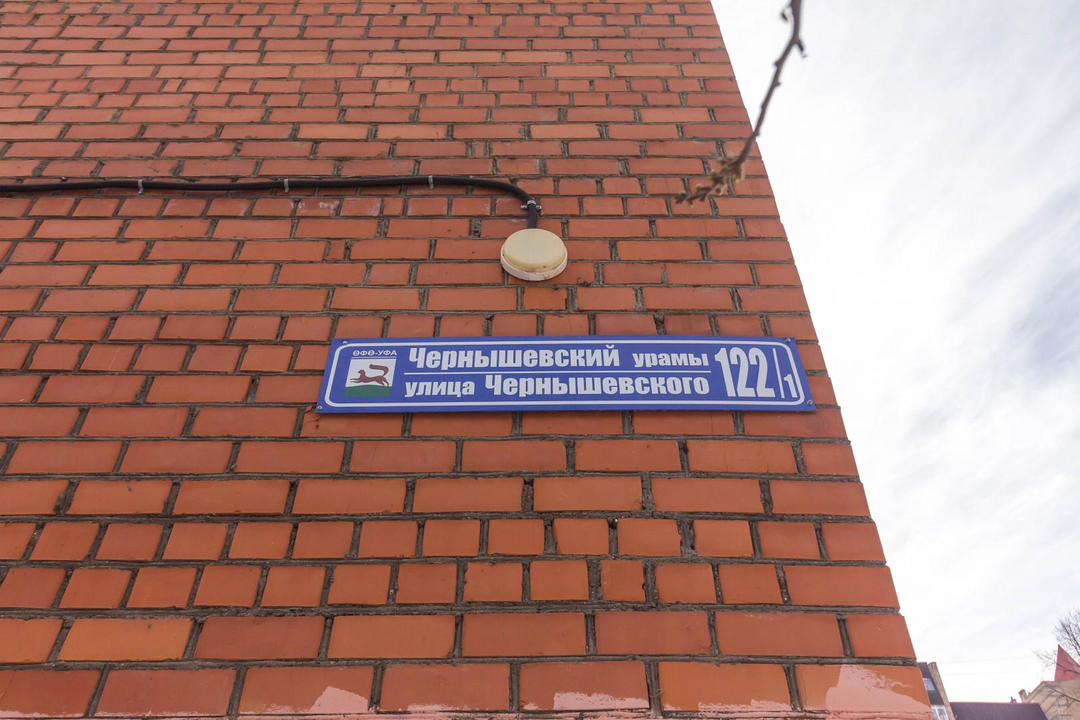 ӨФӨ-УФА
Чернышевский урамы
улица Чернышевского
122/1